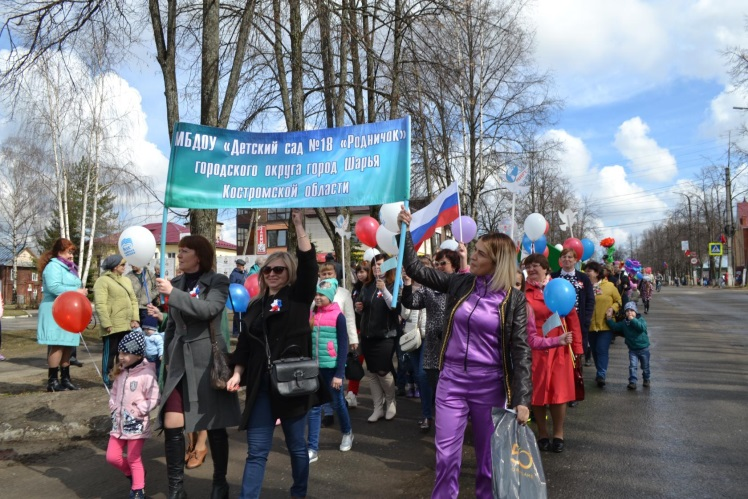 МБДОУ «Детский сад №18 «Родничок»
городского округа город Шарья
Костромской области